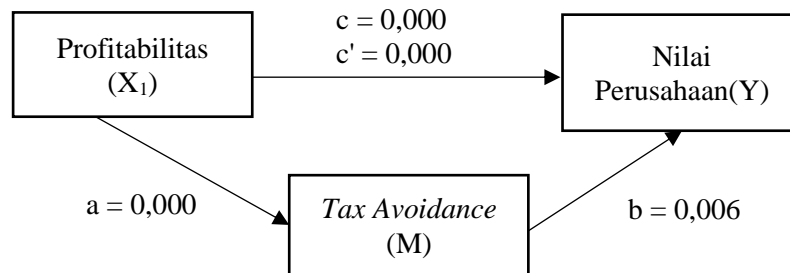 Profitabilitas
(X₁)
c = 0,000
c' = 0,000
Nilai
Perusahaan(Y)
a = 0,000
Tax Avoidance
(M)
b = 0,006